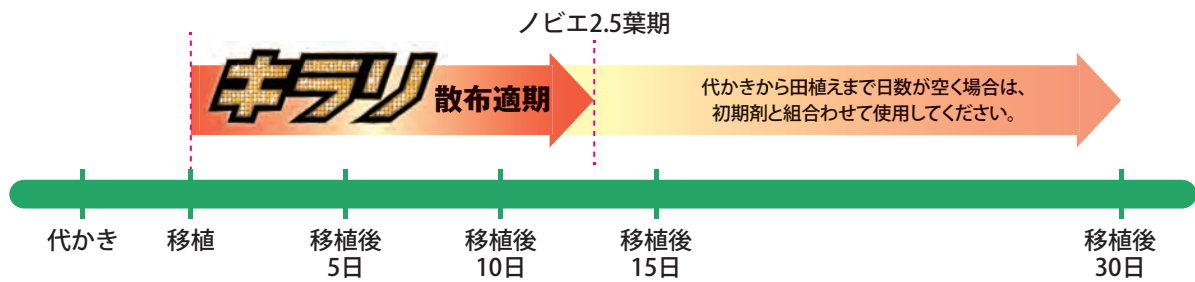 ノビエ2.5葉期
キラリ 散布適期
代かきから田植えまで日数が空く場合は、
初期剤と組合わせて使用してください。
代かき
移植
移植後
5日
移植後
10日
移植後
15日
移植後
30日